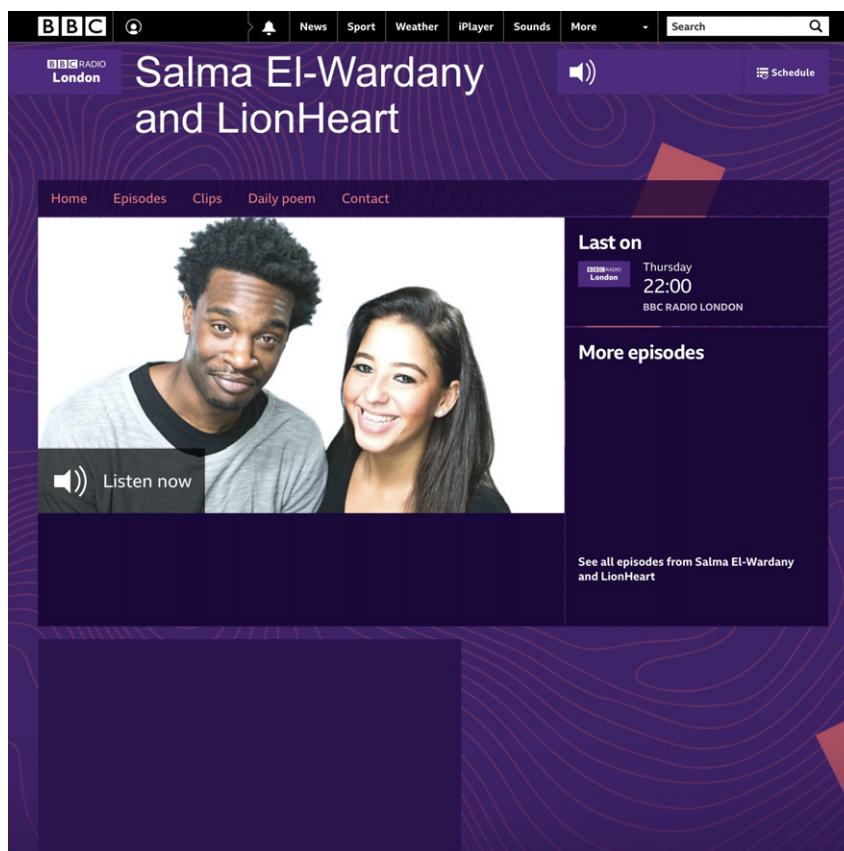 BBC
News
Sport
Weather
iPlayer
Sounds
More
Search
BBC RADIO
London
Salma El-Wardany
and LionHeart
Schedule
Home
Episodes
Clips
Daily poem
Contact
Listen now
Last on
BBC RADIO
London
Thursday
22:00
BBC RADIO LONDON
More episodes
See all episodes from Salma El-Wardany
and LionHeart